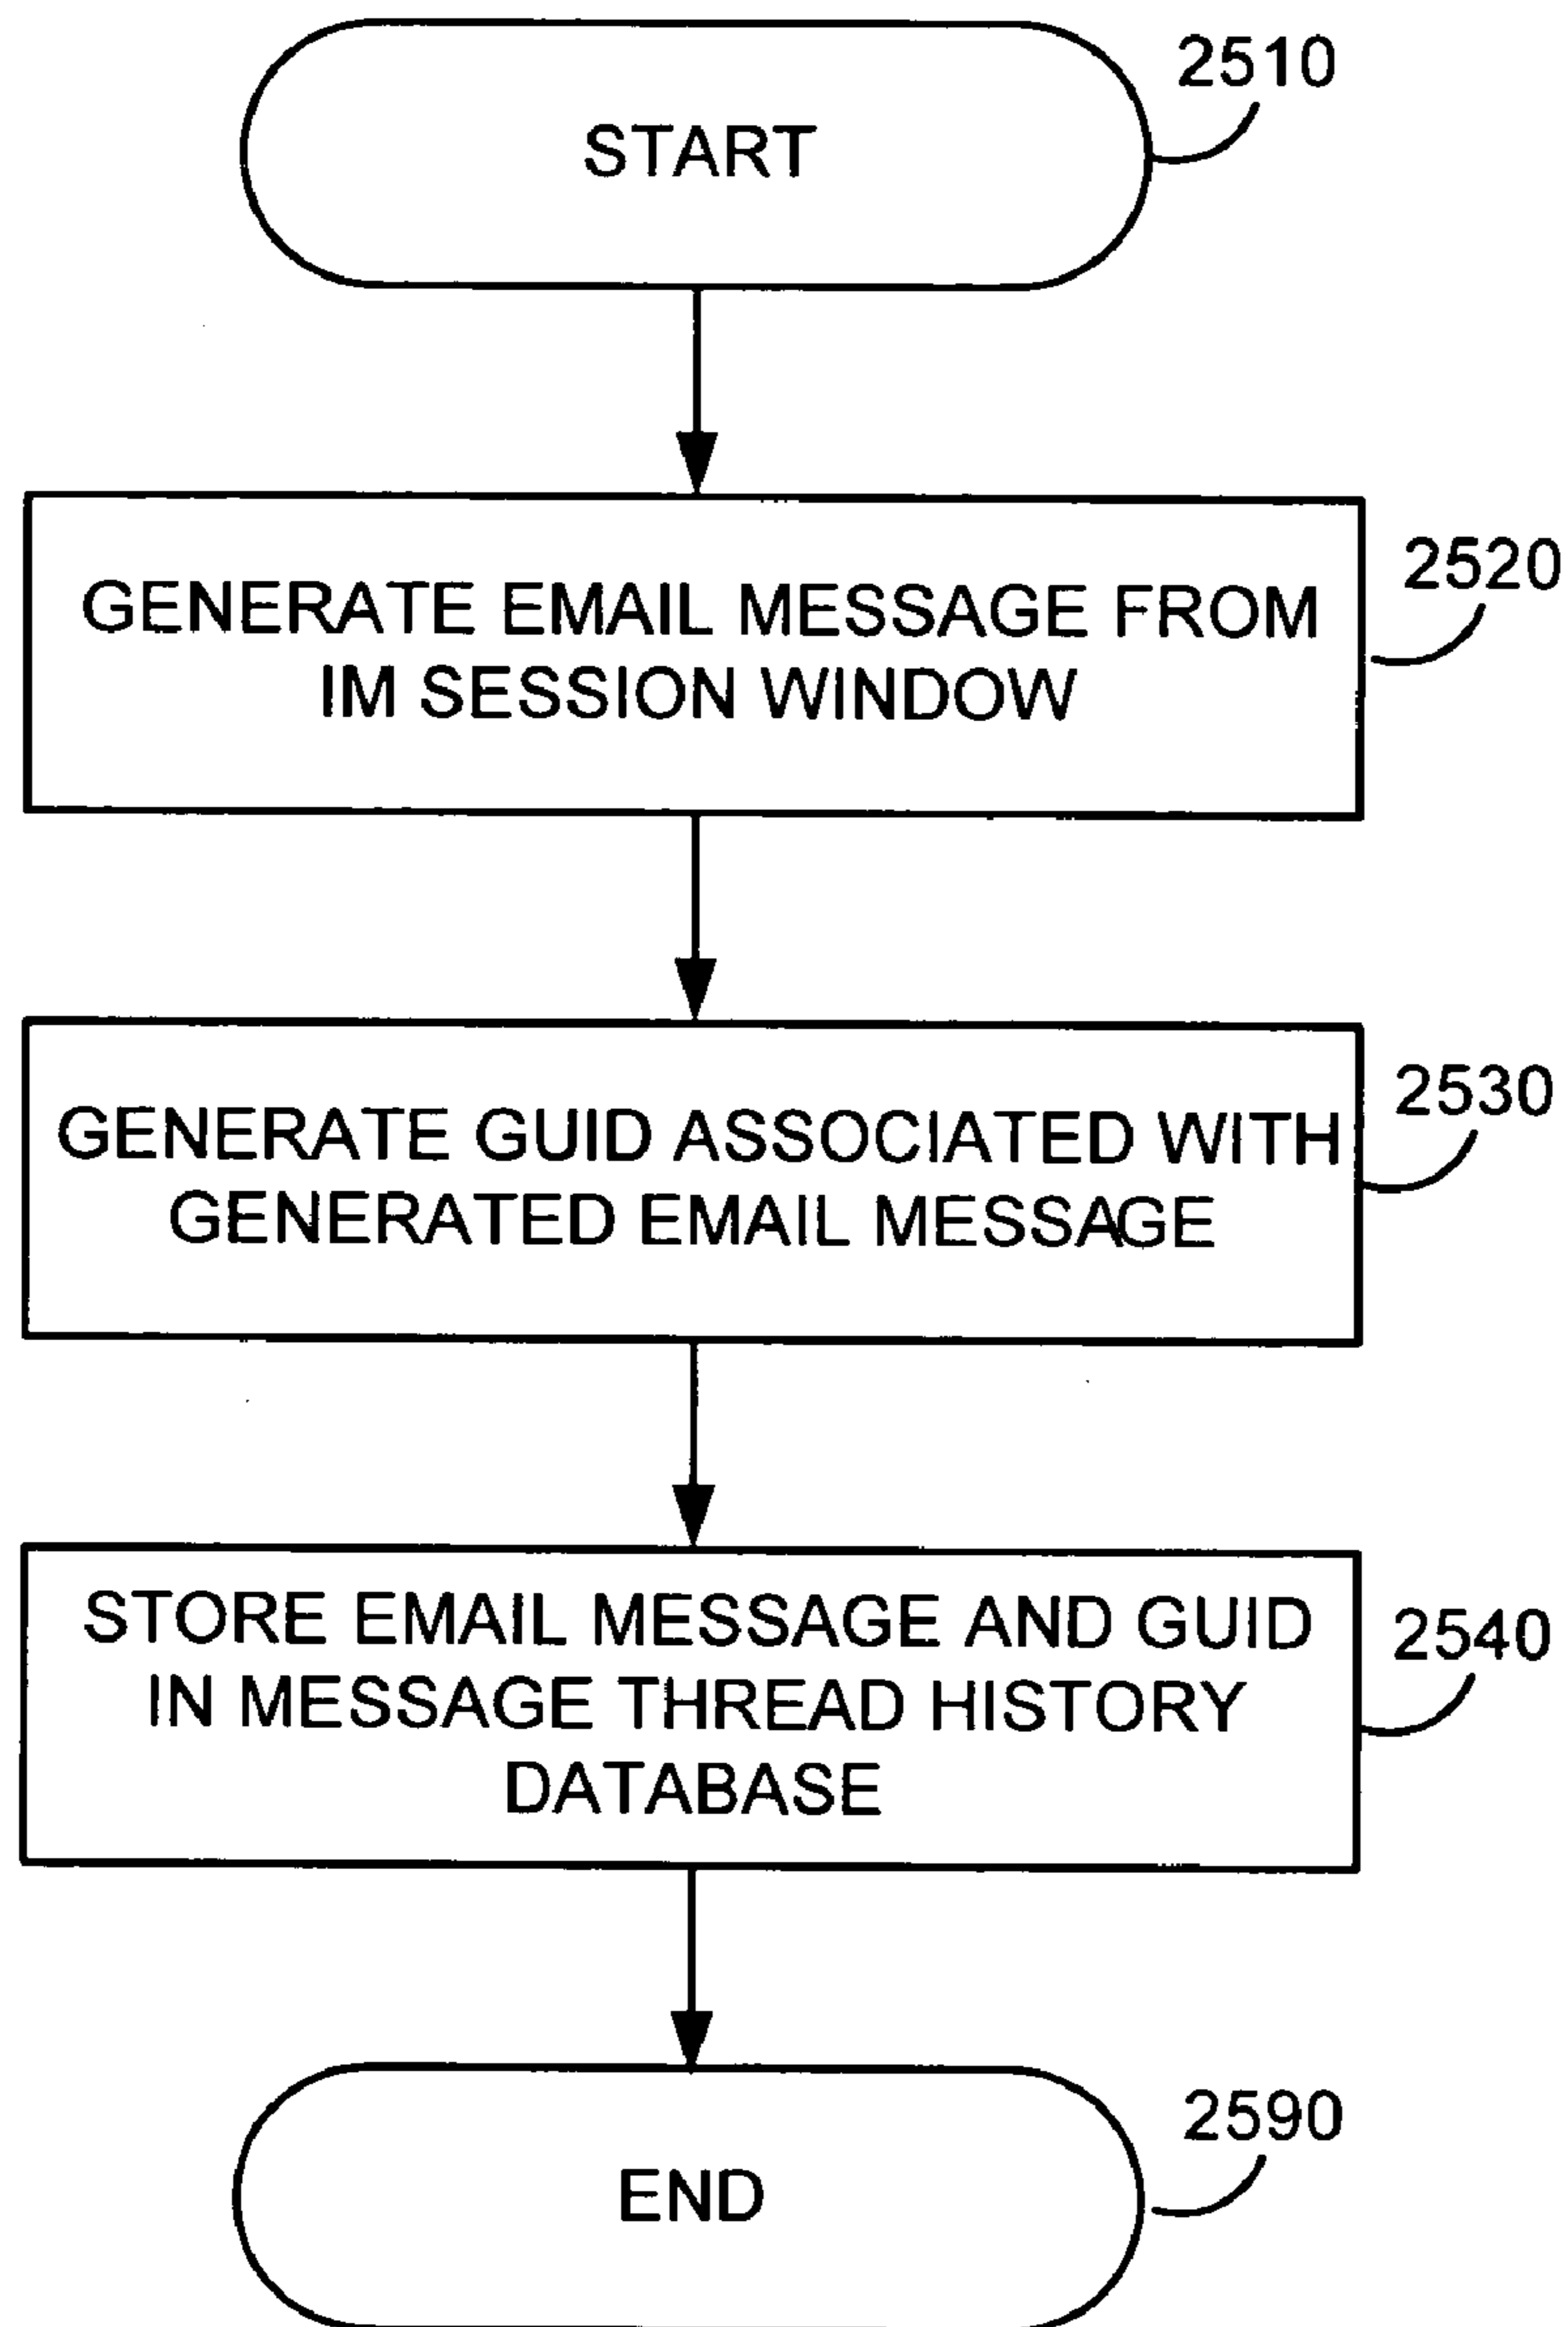 2510
START
2520
GENERATE EMAIL MESSAGE FROM
IM SESSION WINDOW
2530
GENERATE GUID ASSOCIATED WITH
GENERATED EMAIL MESSAGE
2540
STORE EMAIL MESSAGE AND GUID
IN MESSAGE THREAD HISTORY
DATABASE
2590
END